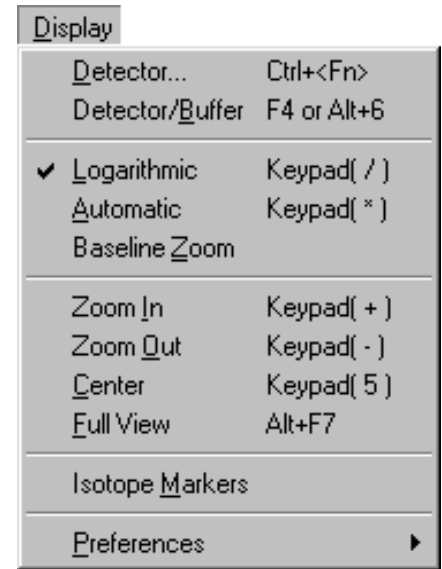 Display
Detector... Ctrl+<Fn>
Detector/Buffer F4 or Alt+6
Logarithmic Keypad( / )
Automatic Keypad( * )
Baseline Zoom
Zoom In Keypad( + )
Zoom Out Keypad( - )
Center Keypad( 5 )
Full View Alt+F7
Isotope Markers
Preferences